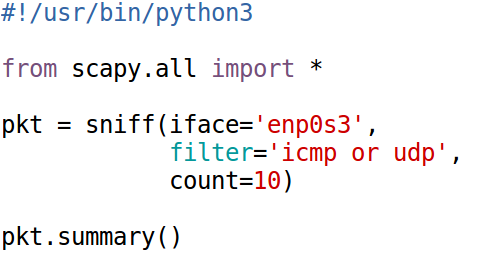 #!/usr/bin/python3
from scapy.all import *
pkt = sniff(iface='enp0s3',
            filter='icmp or udp',
            count=10)
pkt.summary()